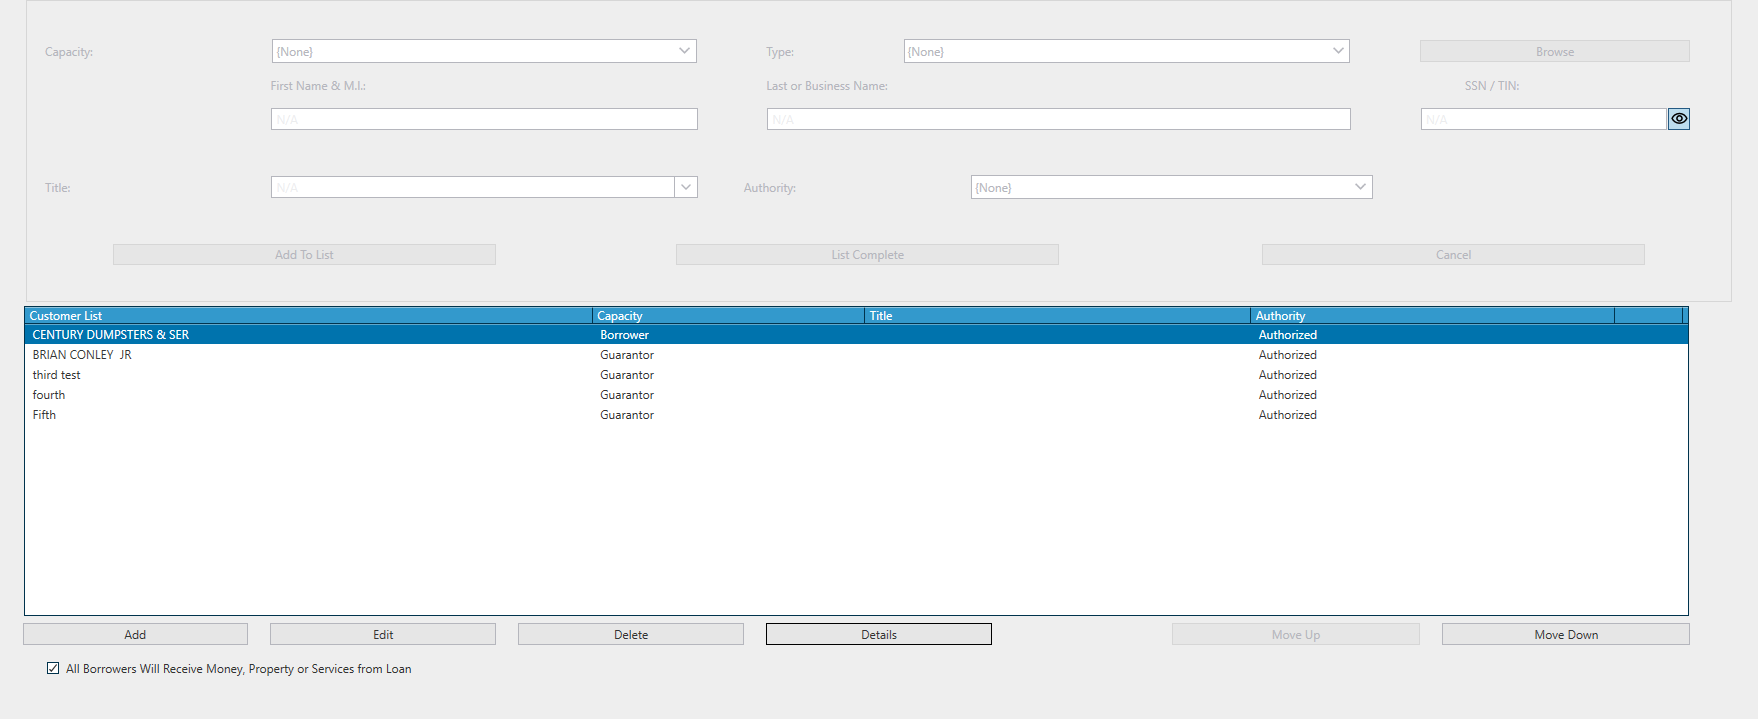 Capacity: {None} Type: {None} Browse
First Name & M.I.: Last or Business Name: SSN / TIN:
N/A N/A N/A
Title: N/A Authority: {None}
Add To List List Complete Cancel
Customer List Capacity Title Authority
CENTURY DUMPSTERS & SER Borrower Authorized
BRIAN CONLEY  JR Guarantor Authorized
third test Guarantor Authorized
fourth Guarantor Authorized
Fifth Guarantor Authorized
Add Edit Delete Details Move Up Move Down
All Borrowers Will Receive Money, Property or Services from Loan